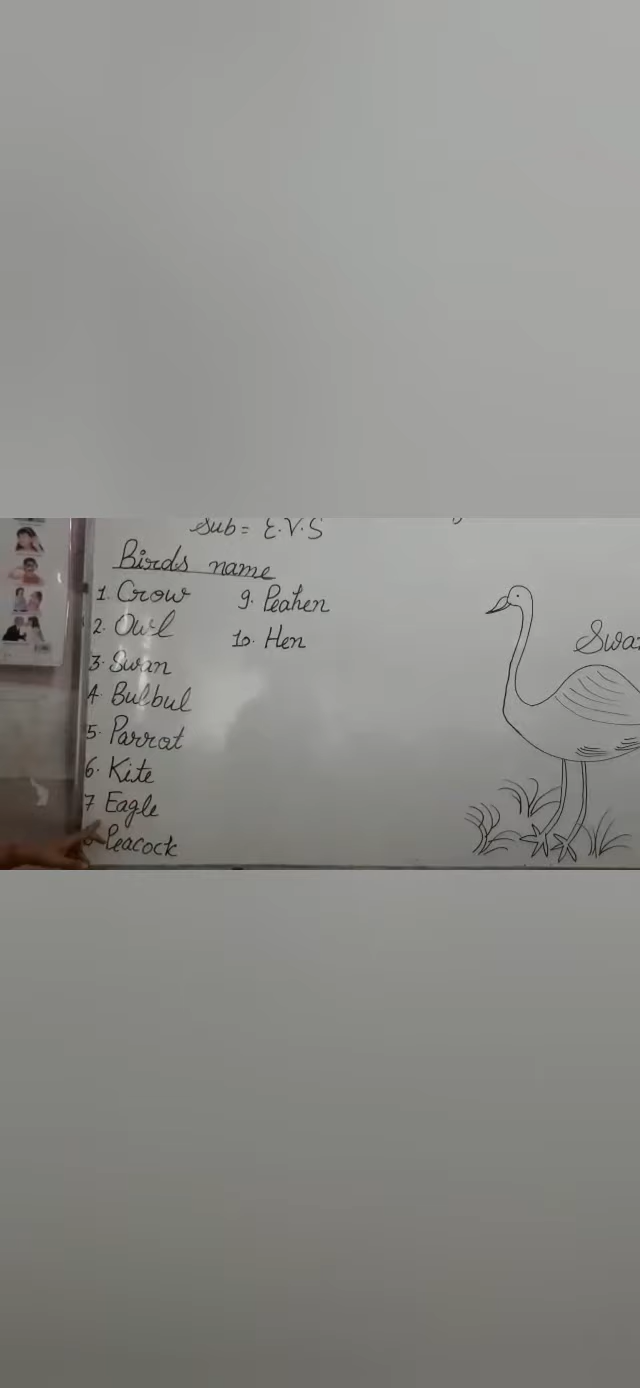 Sub = E.V.S
Birds name
1. Crow
2. Owl
3. Swan
4. Bulbul
5. Parrot
6. Kite
7 Eagle
Peacock
9. Peahen
10. Hen
Swan